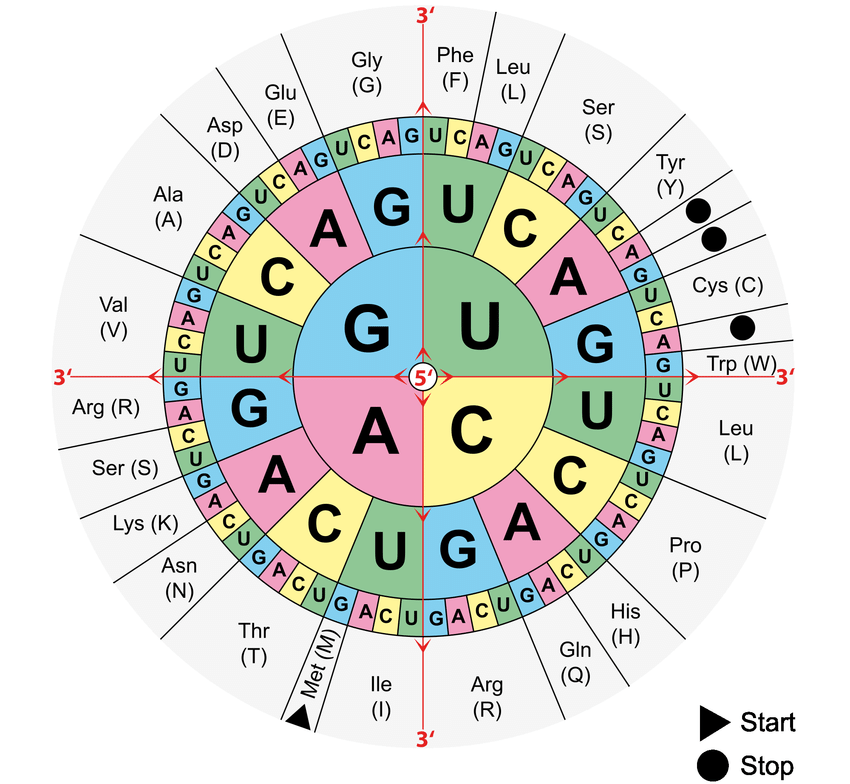 3‘
Phe
(F)
Leu
(L)
Ser
(S)
Tyr
(Y)
Cys (C)
Trp (W)
3‘
Leu
(L)
Pro
(P)
His
(H)
Gln
(Q)
Arg
(R)
3‘
Ile
(I)
Met (M)
Thr
(T)
Asn
(N)
Lys (K)
Ser (S)
Arg (R)
3‘
Val
(V)
Ala
(A)
Asp
(D)
Glu
(E)
Gly
(G)
U C A G U C A G U C A G U C A G
U C A G U C A G U C A G U C A G
U C A G U C A G U C A G U C A G
U C A G U C A G U C A G U C A G
U C A G
U C A G
U C A G
U C A G
U C A G
5‘
Start
Stop